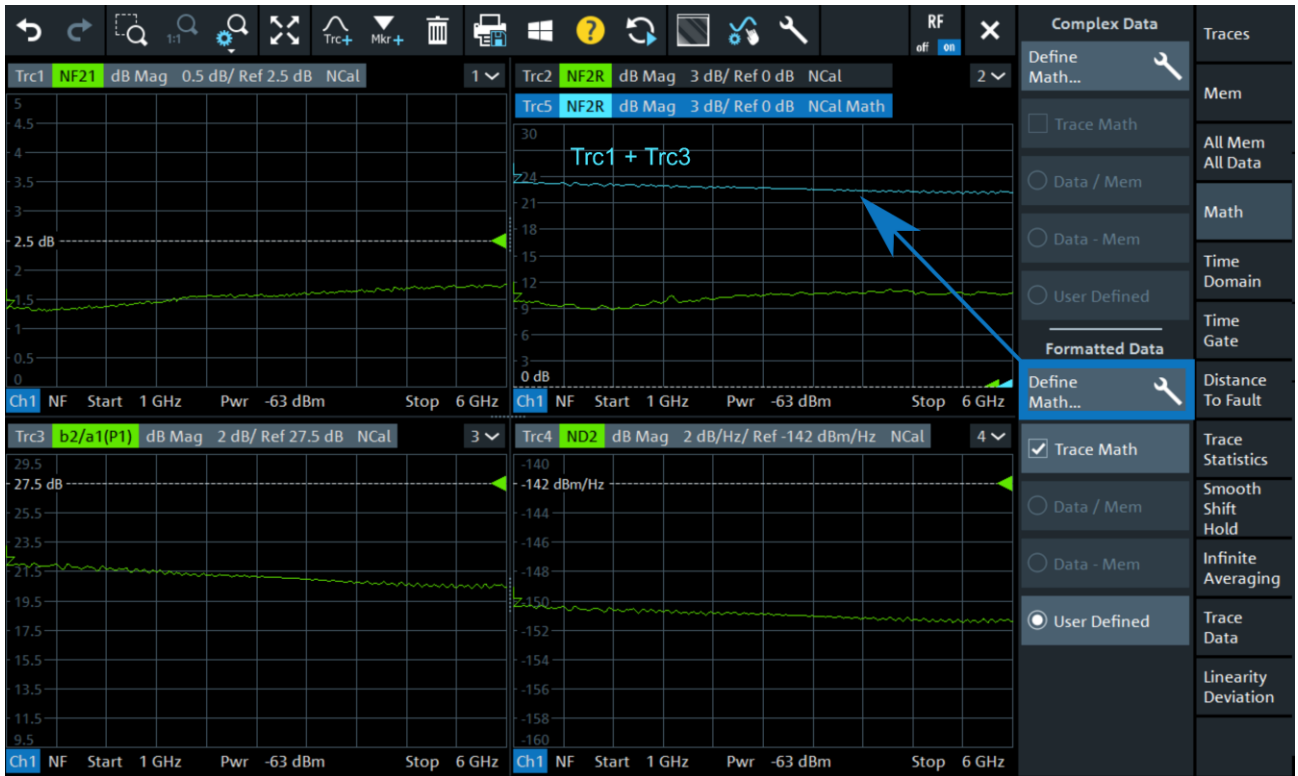 1:1
Trc+
Mkr+
?
RF
off on
Trc1 NF21 dB Mag 0.5 dB/ Ref 2.5 dB NCal
1
5
4.5
4
3.5
3
2.5 dB
2
1.5
1
0.5
0
Ch1 NF Start 1 GHz Pwr -63 dBm Stop 6 GHz
Trc2 NF2R dB Mag 3 dB/ Ref 0 dB NCal
2
Trc5 NF2R dB Mag 3 dB/ Ref 0 dB NCal Math
30
Trc1 + Trc3
24
21
18
15
12
9
6
3
0 dB
Ch1 NF Start 1 GHz Pwr -63 dBm Stop 6 GHz
Trc3 b2/a1(P1) dB Mag 2 dB/ Ref 27.5 dB NCal
3
29.5
27.5 dB
25.5
23.5
21.5
19.5
17.5
15.5
13.5
11.5
9.5
Ch1 NF Start 1 GHz Pwr -63 dBm Stop 6 GHz
Trc4 ND2 dB Mag 2 dB/Hz/ Ref -142 dBm/Hz NCal
4
-140
-142 dBm/Hz
-144
-146
-148
-150
-152
-154
-156
-158
-160
Ch1 NF Start 1 GHz Pwr -63 dBm Stop 6 GHz
Complex Data
Define
Math...
Trace Math
Data / Mem
Data - Mem
User Defined
Formatted Data
Define
Math...
Trace Math
Data / Mem
Data - Mem
User Defined
Traces
Mem
All Mem
All Data
Math
Time
Domain
Time
Gate
Distance
To Fault
Trace
Statistics
Smooth
Shift
Hold
Infinite
Averaging
Trace
Data
Linearity
Deviation